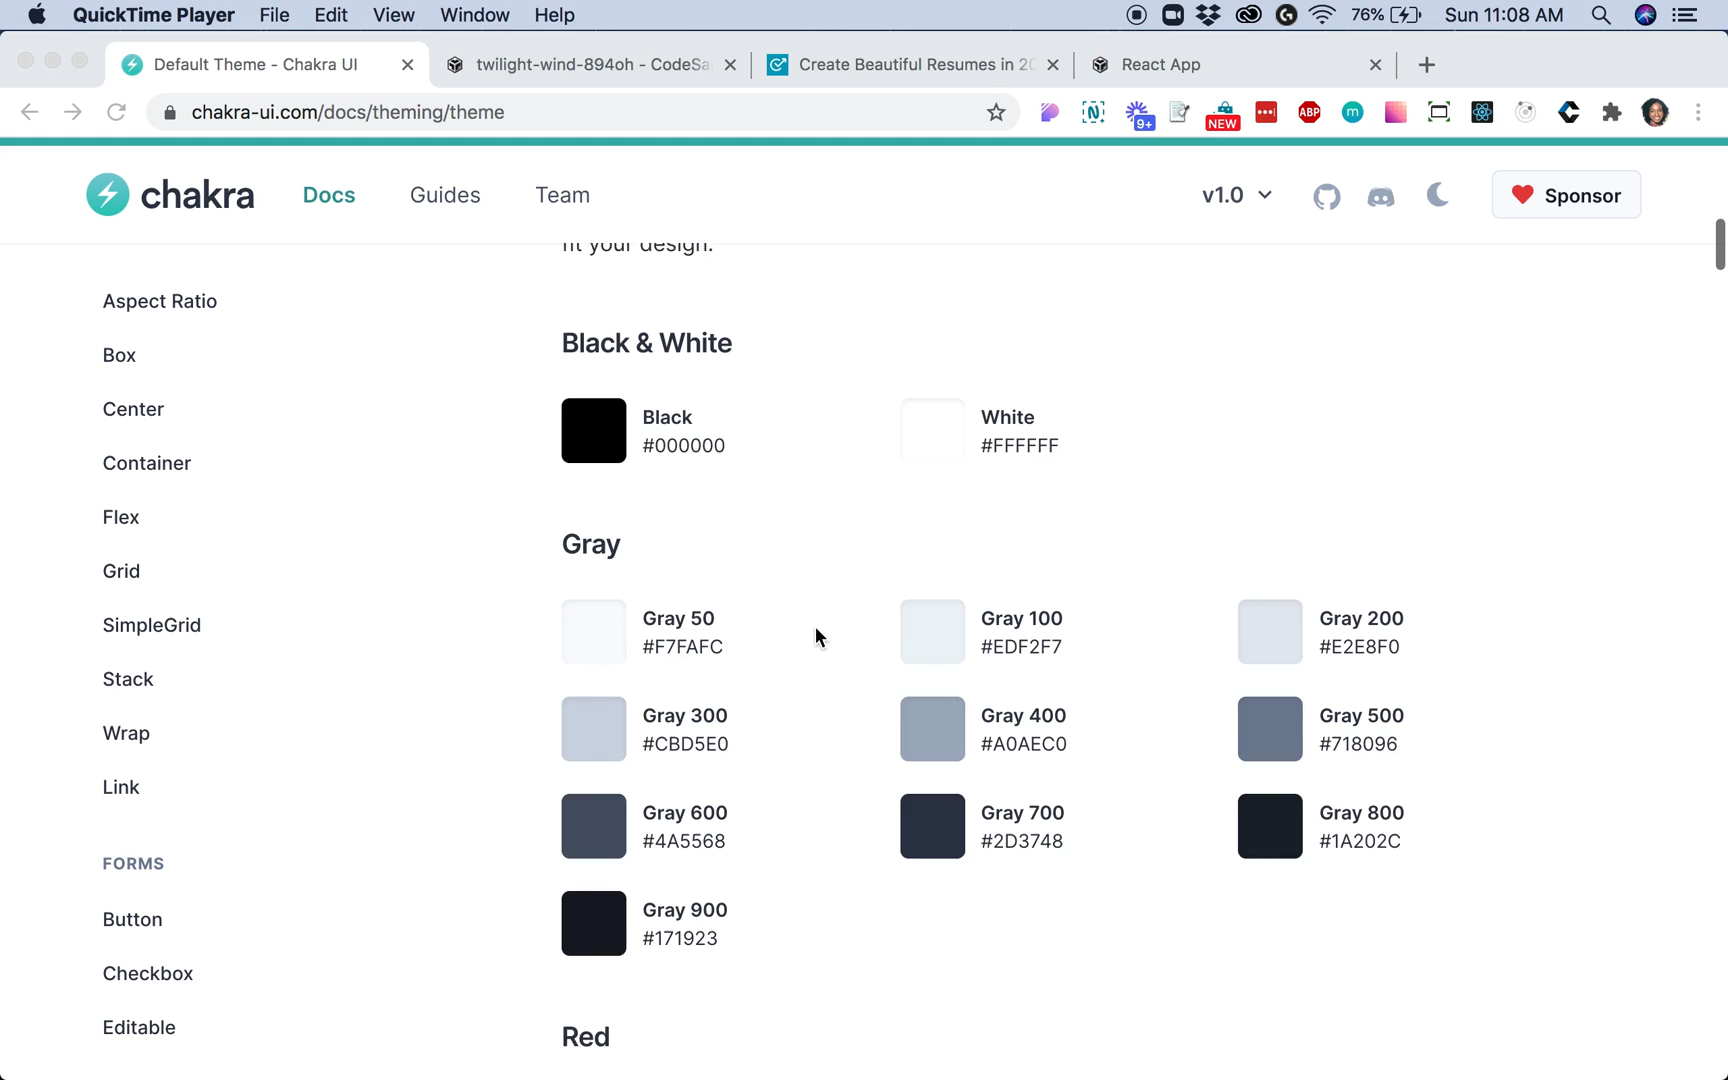 QuickTime Player File Edit View Window Help 76% Sun 11:08 AM
Default Theme - Chakra UI twilight-wind-894oh - CodeSa Create Beautiful Resumes in 20 React App
chakra-ui.com/docs/theming/theme 9+ NEW ABP m
chakra Docs Guides Team v1.0 Sponsor
fit your design.
Aspect Ratio
Box
Center
Container
Flex
Grid
SimpleGrid
Stack
Wrap
Link
FORMS
Button
Checkbox
Editable
Black & White
Black
#000000
White
#FFFFFF
Gray
Gray 50
#F7FAFC
Gray 100
#EDF2F7
Gray 200
#E2E8F0
Gray 300
#CBD5E0
Gray 400
#A0AEC0
Gray 500
#718096
Gray 600
#4A5568
Gray 700
#2D3748
Gray 800
#1A202C
Gray 900
#171923
Red